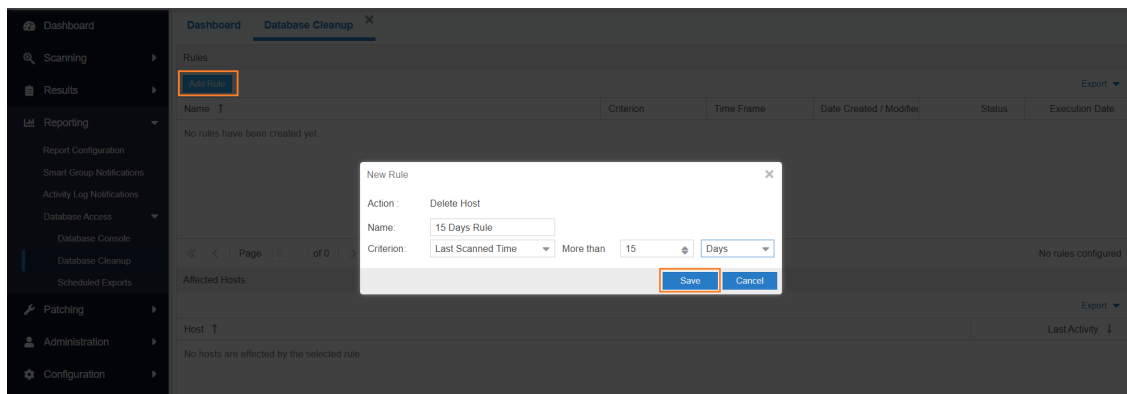 Dashboard
Scanning
Results
Reporting
Report Configuration
Smart Group Notifications
Activity Log Notifications
Database Access
Database Console
Database Cleanup
Scheduled Exports
Patching
Administration
Configuration
Dashboard Database Cleanup
Rules
Add Rule
Export
Name Criterion Time Frame Date Created / Modified Status Execution Date
No rules have been created yet.
New Rule
Action : Delete Host
Name: 15 Days Rule
Criterion: Last Scanned Time More than 15 Days
Save Cancel
Page of 0
No rules configured
Affected Hosts
Export
Host Last Activity
No hosts are effected by the selected rule.